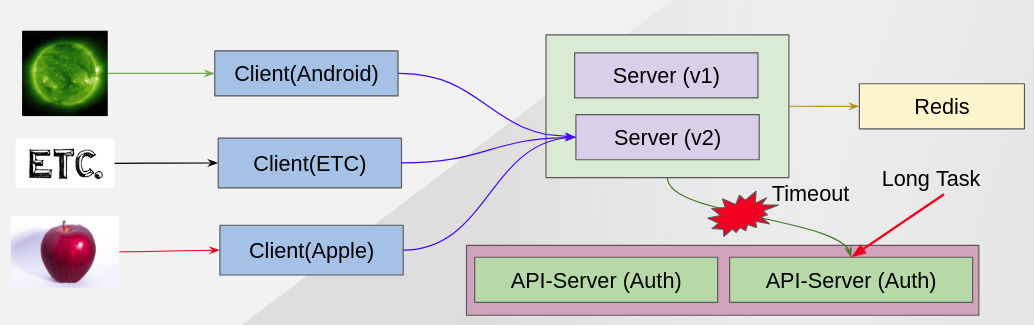 Client(Android)
Server (v1)
Redis
ETC.
Client(ETC)
Server (v2)
Timeout
Long Task
Client(Apple)
API-Server (Auth)
API-Server (Auth)